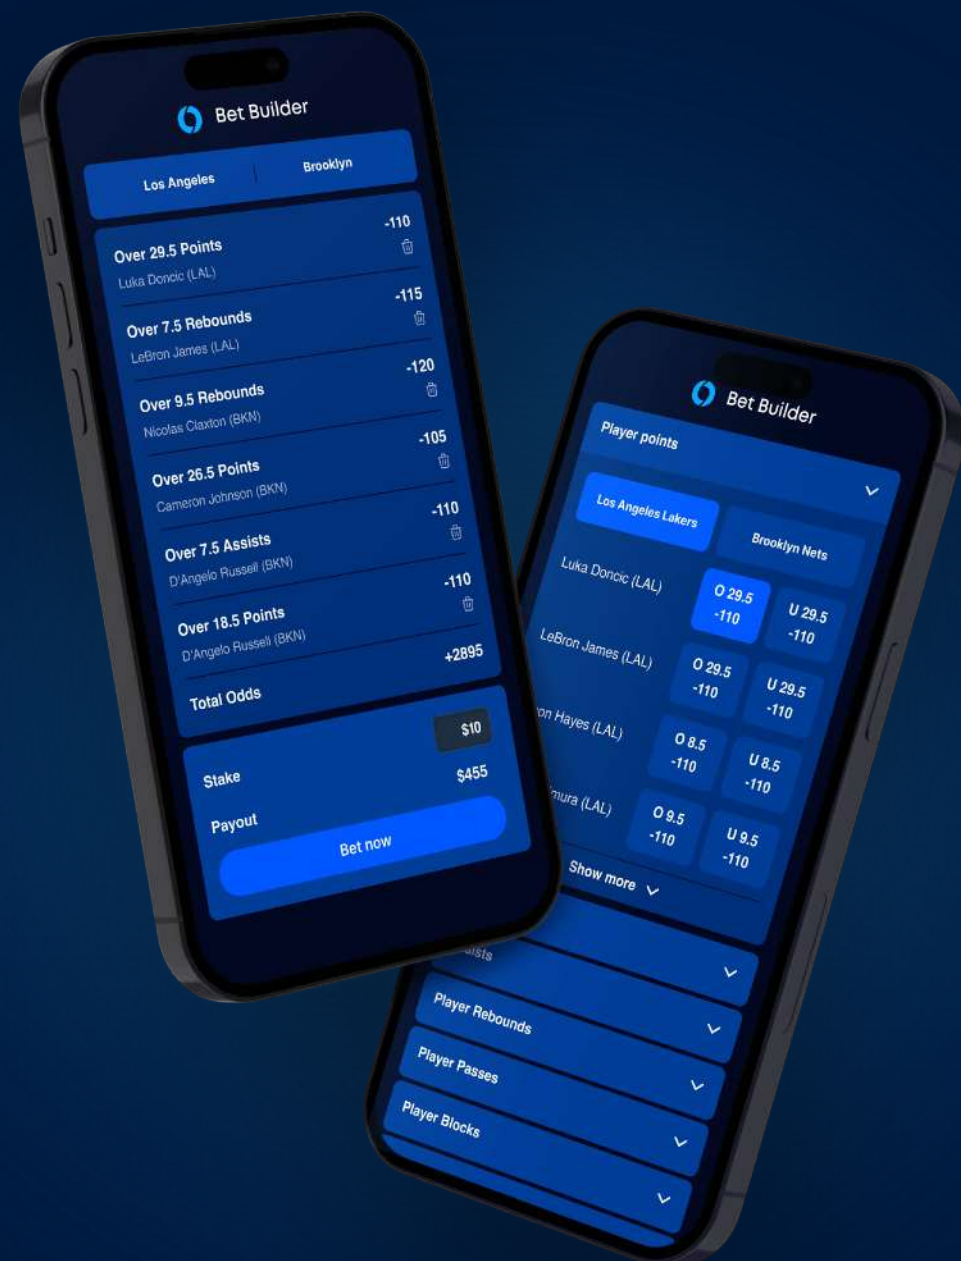 Bet Builder
Los Angeles
Brooklyn
Over 29.5 Points
-110
Luka Doncic (LAL)
Over 7.5 Rebounds
-115
LeBron James (LAL)
Over 9.5 Rebounds
-120
Nicolas Claxton (BKN)
Over 26.5 Points
-105
Cameron Johnson (BKN)
Over 7.5 Assists
-110
D'Angelo Russell (BKN)
Over 18.5 Points
-110
D'Angelo Russell (BKN)
Total Odds
+2895
Stake
$10
Payout
$455
Bet now
Bet Builder
Player points
Los Angeles Lakers
Brooklyn Nets
Luka Doncic (LAL)
O 29.5
-110
U 29.5
-110
LeBron James (LAL)
O 29.5
-110
U 29.5
-110
on Hayes (LAL)
O 8.5
-110
U 8.5
-110
mura (LAL)
O 9.5
-110
U 9.5
-110
Show more
Player Rebounds
Player Passes
Player Blocks